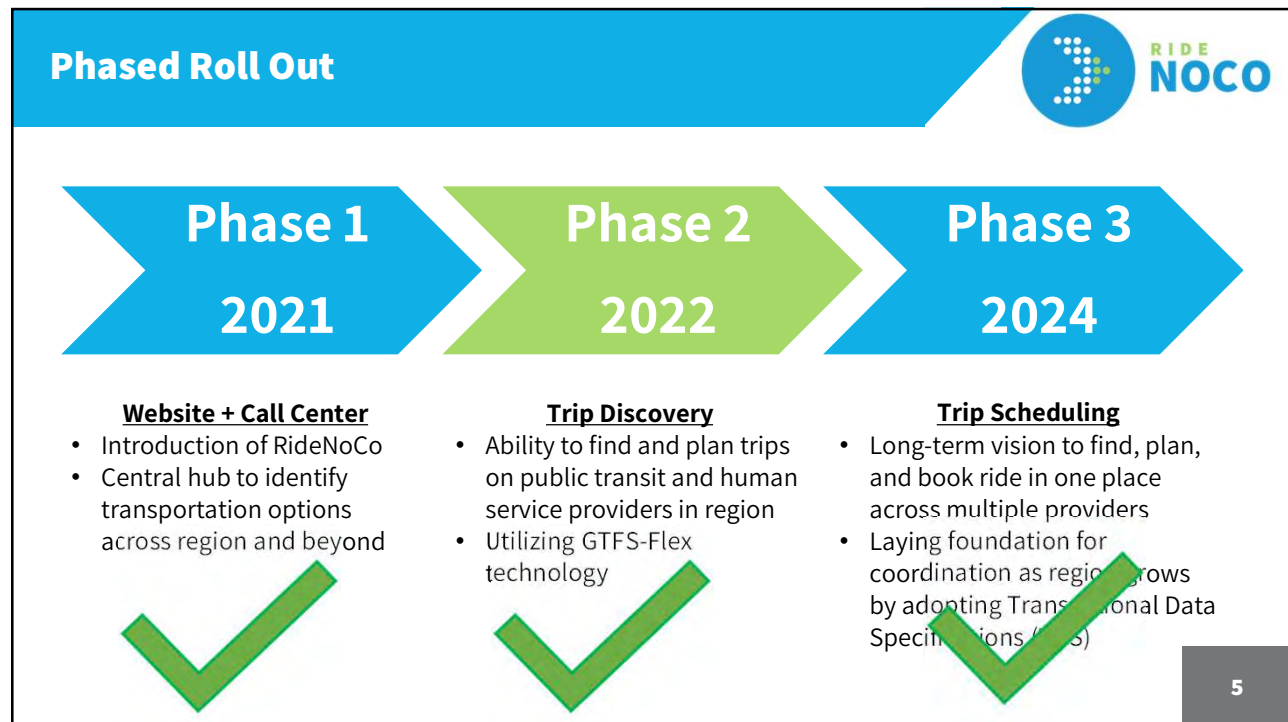 Phased Roll Out
RIDE
NOCO
Phase 1
2021
Phase 2
2022
Phase 3
2024
Website + Call Center
• Introduction of RideNoCo
• Central hub to identify
transportation options
across region and beyond
Trip Discovery
• Ability to find and plan trips
on public transit and human
service providers in region
• Utilizing GTFS-Flex
technology
Trip Scheduling
• Long-term vision to find, plan,
and book ride in one place
across multiple providers
• Laying foundation for
coordination as region grows
by adopting Data
5